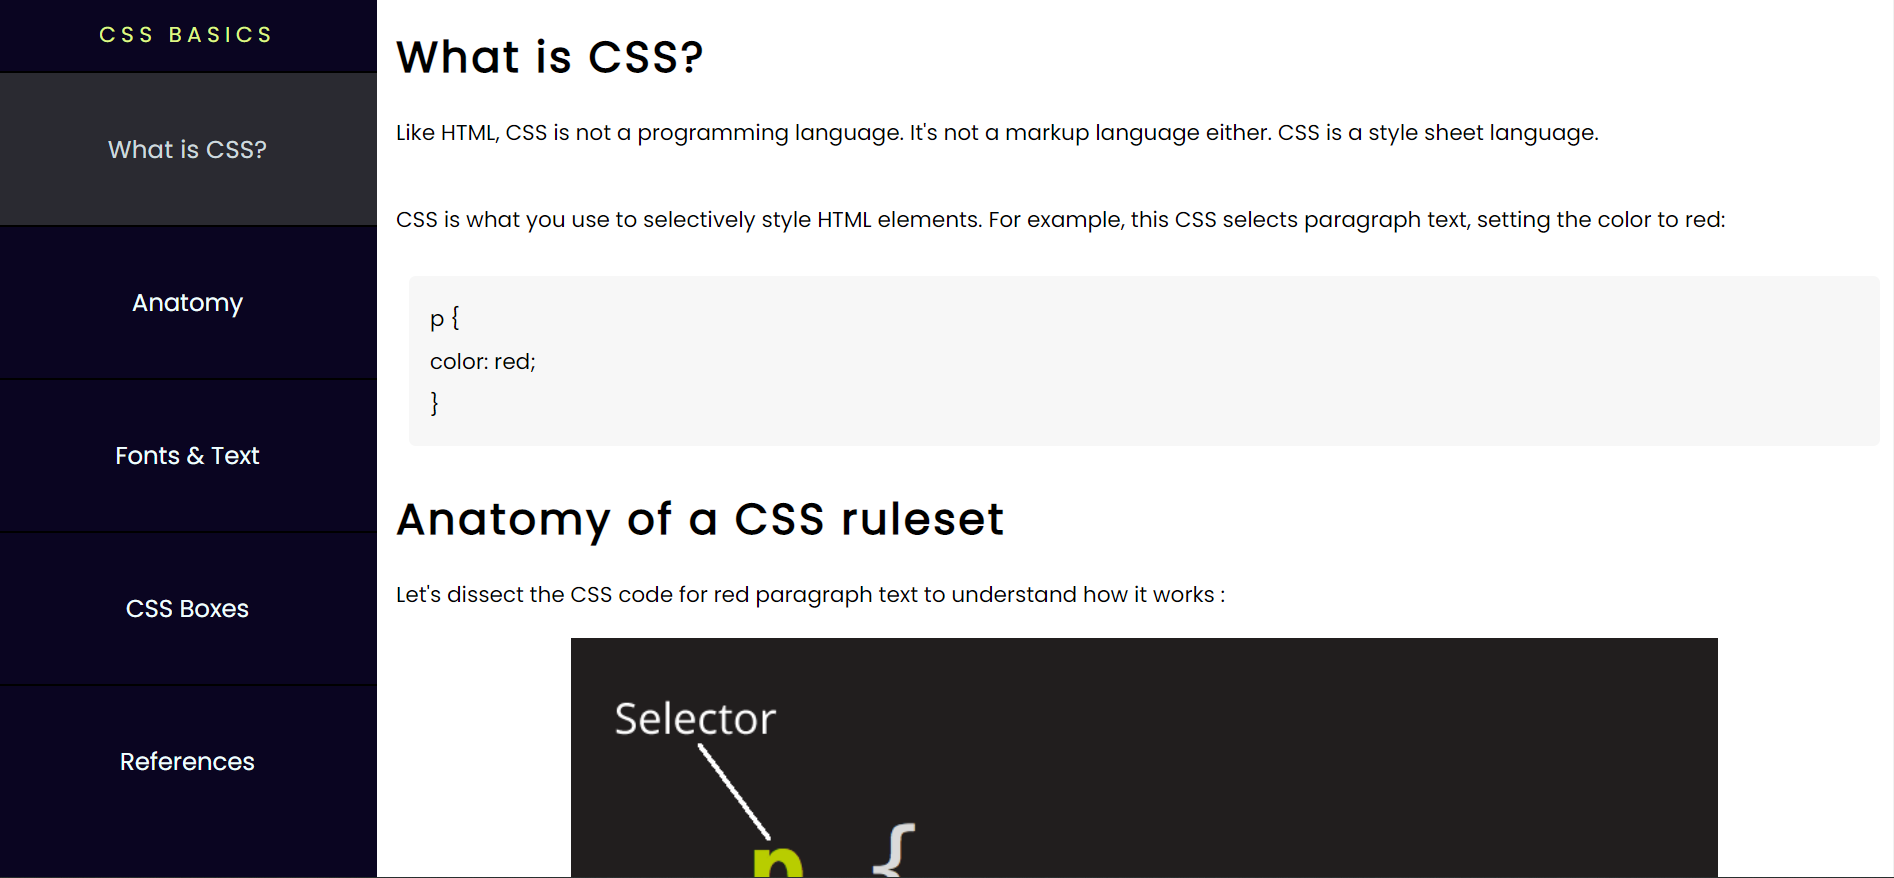 CSS BASICS
What is CSS?
Anatomy
Fonts & Text
CSS Boxes
References
What is CSS?
Like HTML, CSS is not a programming language. It's not a markup language either. CSS is a style sheet language.
CSS is what you use to selectively style HTML elements. For example, this CSS selects paragraph text, setting the color to red:
p {
color: red;
}
Anatomy of a CSS ruleset
Let's dissect the CSS code for red paragraph text to understand how it works :
Selector
p {